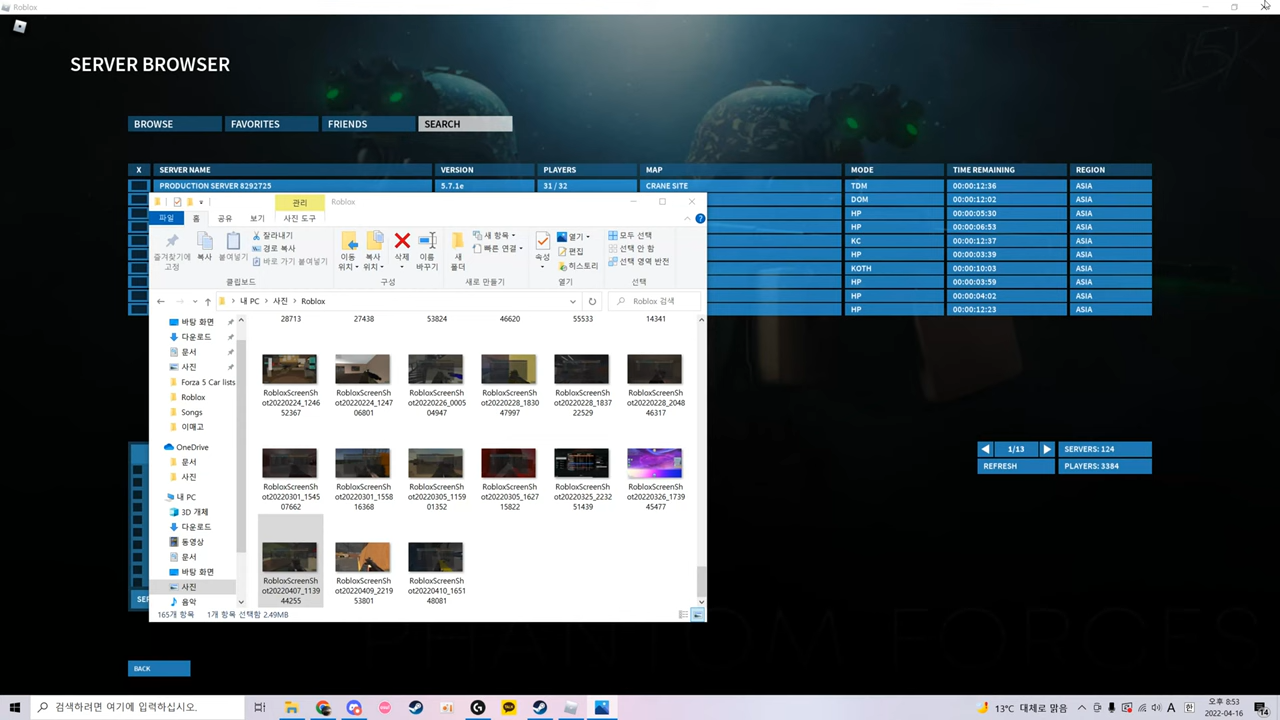 Roblox
SERVER BROWSER
BROWSE FAVORITES FRIENDS SEARCH
X SERVER NAME VERSION PLAYERS MAP MODE TIME REMAINING REGION
PRODUCTION SERVER 8292725 5.7.1e 31 / 32 CRANE SITE TDM 00:00:12:36 ASIA
DOM 00:00:12:02 ASIA
HP 00:00:05:30 ASIA
HP 00:00:06:53 ASIA
KC 00:00:12:37 ASIA
HP 00:00:03:39 ASIA
KOTH 00:00:10:03 ASIA
HP 00:00:03:59 ASIA
HP 00:00:04:02 ASIA
HP 00:00:12:23 ASIA
관리 Roblox
파일 홈 공유 보기 사진 도구
즐겨찾기에 고정
복사
붙여넣기
잘라내기
경로 복사
바로 가기 붙여넣기
클립보드
이동 위치
복사 위치
삭제
이름 바꾸기
구성
새 폴더
새 항목
빠른 연결
새로 만들기
속성
열기
편집
히스토리
열기
모두 선택
선택 안 함
선택 영역 반전
선택
내 PC 사진 Roblox
Roblox 검색
바탕 화면
다운로드
문서
사진
Forza 5 Car lists
Roblox
Songs
이매고
OneDrive
문서
사진
내 PC
3D 개체
다운로드
동영상
문서
바탕 화면
사진
음악
28713 27438 53824 46620 55533 14341
RobloxScreenShot20220224_124652367
RobloxScreenShot20220224_124706801
RobloxScreenShot20220226_000504947
RobloxScreenShot20220228_183047997
RobloxScreenShot20220228_183722529
RobloxScreenShot20220228_204846317
RobloxScreenShot20220301_154507662
RobloxScreenShot20220301_155816368
RobloxScreenShot20220305_115901352
RobloxScreenShot20220305_162715822
RobloxScreenShot20220325_223251439
RobloxScreenShot20220326_173945477
RobloxScreenShot20220407_113944255
RobloxScreenShot20220409_221953801
RobloxScreenShot20220410_165148081
165개 항목 1개 항목 선택함 2.49MB
1/13 SERVERS: 124
REFRESH PLAYERS: 3384
SER
BACK
PHANTOM FORCES
검색하려면 여기에 입력하십시오.
13°C 대체로 맑음
A 한
오후 8:53
2022-04-16
14